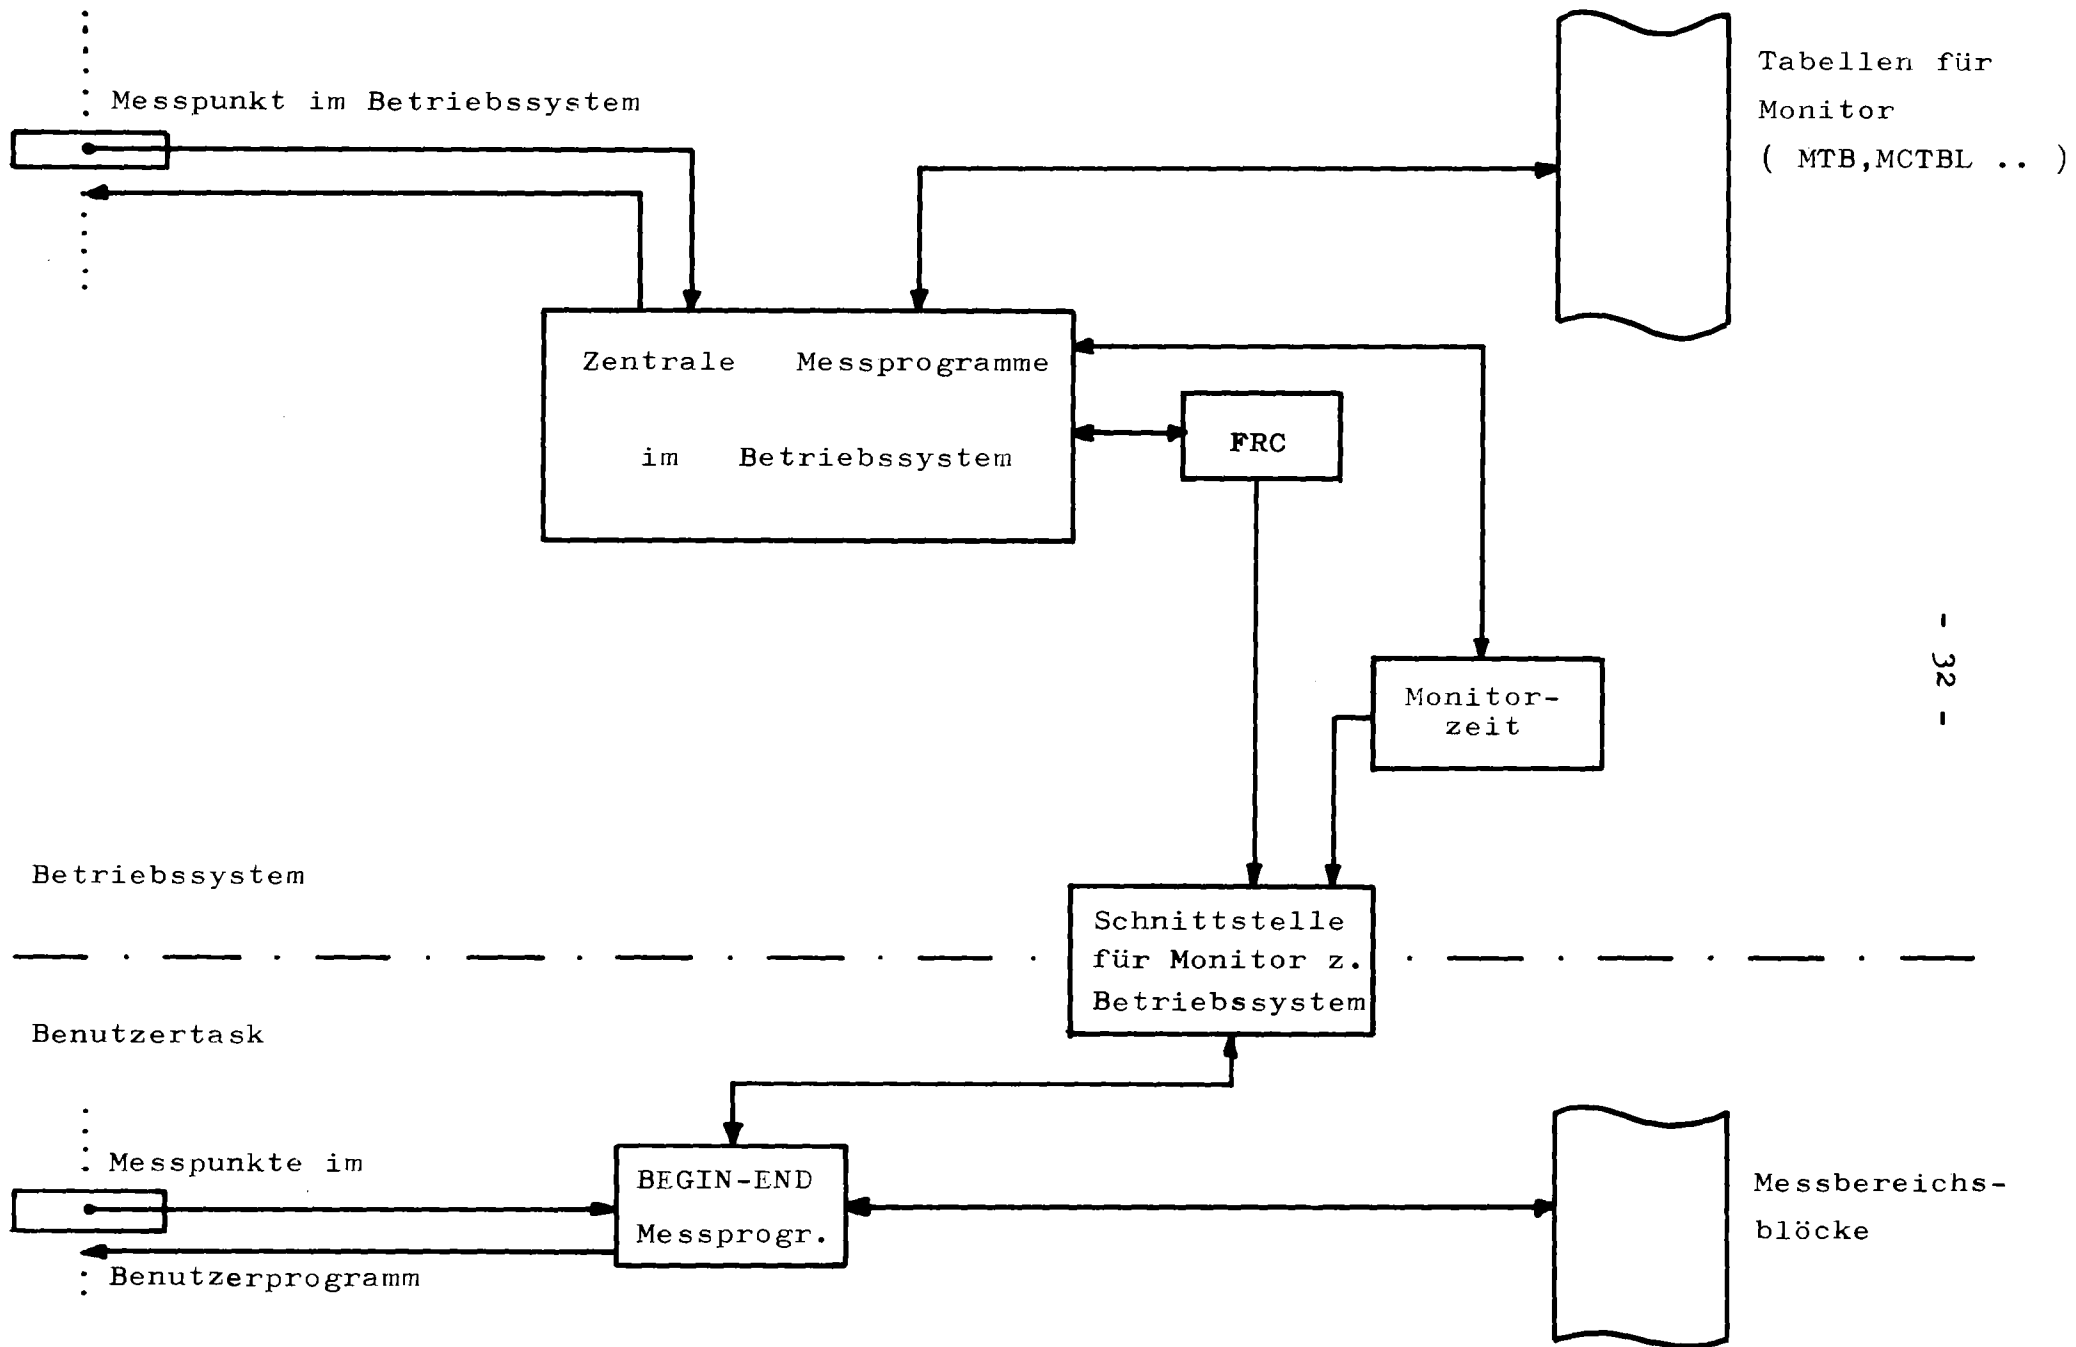 Messpunkt im Betriebssystem
Tabellen für
Monitor
( MTB,MCTBL .. )
Zentrale Messprogramme
im Betriebssystem
FRC
- 32 -
Monitor-
zeit
Betriebssystem
Schnittstelle
für Monitor z.
Betriebssystem
Benutzertask
Messpunkte im
Benutzerprogramm
BEGIN-END
Messprogr.
Messbereichs-
blöcke